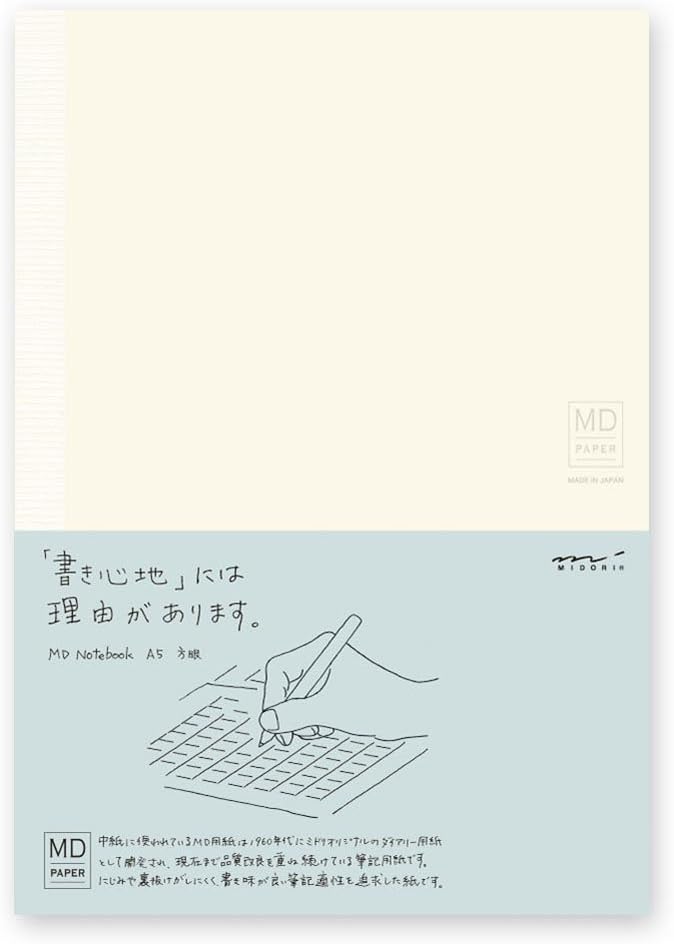 MD
PAPER
MADE IN JAPAN
「書き心地」には
MIDORI
理由があります。
MD Notebook A5 方眼
MD
PAPER
中紙に使われているMD用紙は1960年代にミドリオリジナルのダイアリー用紙
として開発され、現在まで品質改良を重ね続けている筆記用紙です。
にじみや裏抜けがしにくく、書き味が良い筆記適性を追求した紙です。